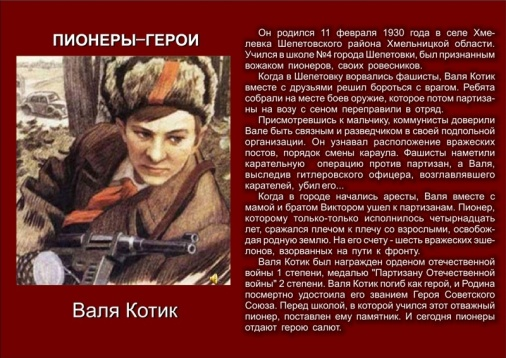 ПИОНЕРЫ–ГЕРОИ
Валя Котик
Он родился 11 февраля 1930 года в селе Хме-
левка Шепетовского района Хмельницкой области.
Учился в школе №4 города Шепетовки, был признанным
вожаком пионеров, своих ровесников.
Когда в Шепетовку ворвались фашисты, Валя Котик
вместе с друзьями решил бороться с врагом. Ребята
собрали на месте боев оружие, которое потом партиза-
ны на возу с сеном переправили в отряд.
Присмотревшись к мальчику, коммунисты доверили
Вале быть связным и разведчиком в своей подпольной
организации. Он узнавал расположение вражеских
постов, порядок смены караула. Фашисты наметили
карательную операцию против партизан, а Валя,
выследив гитлеровского офицера, возглавлявшего
карателей, убил его...
Когда в городе начались аресты, Валя вместе с
мамой и братом Виктором ушел к партизанам. Пионер,
которому только-только исполнилось четырнадцать
лет, сражался плечом к плечу со взрослыми, освобож-
дая родную землю. На его счету - шесть вражеских эше-
лонов, взорванных на пути к фронту.
Валя Котик был награжден орденом отечественной
войны 1 степени, медалью "Партизану Отечественной
войны" 2 степени. Валя Котик погиб как герой, и Родина
посмертно удостоила его званием Героя Советского
Союза. Перед школой, в которой учился этот отважный
пионер, поставлен ему памятник. И сегодня пионеры
отдают герою салют.